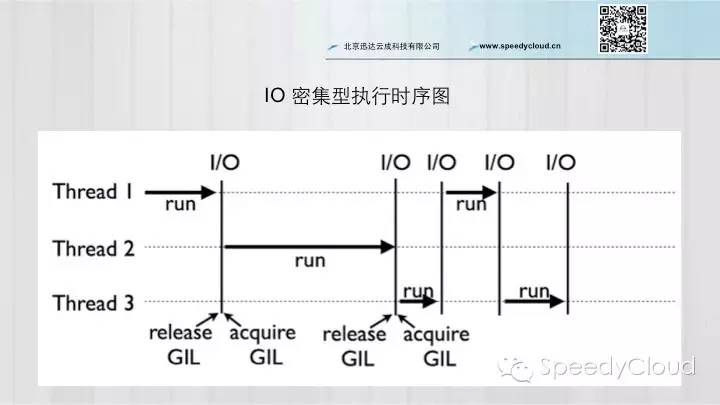 北京迅达云成科技有限公司 www.speedycloud.cn
IO 密集型执行时序图
I/O I/O I/O I/O I/O
Thread 1 run run
Thread 2 run
Thread 3 run run
release GIL acquire GIL release GIL acquire GIL
SpeedyCloud